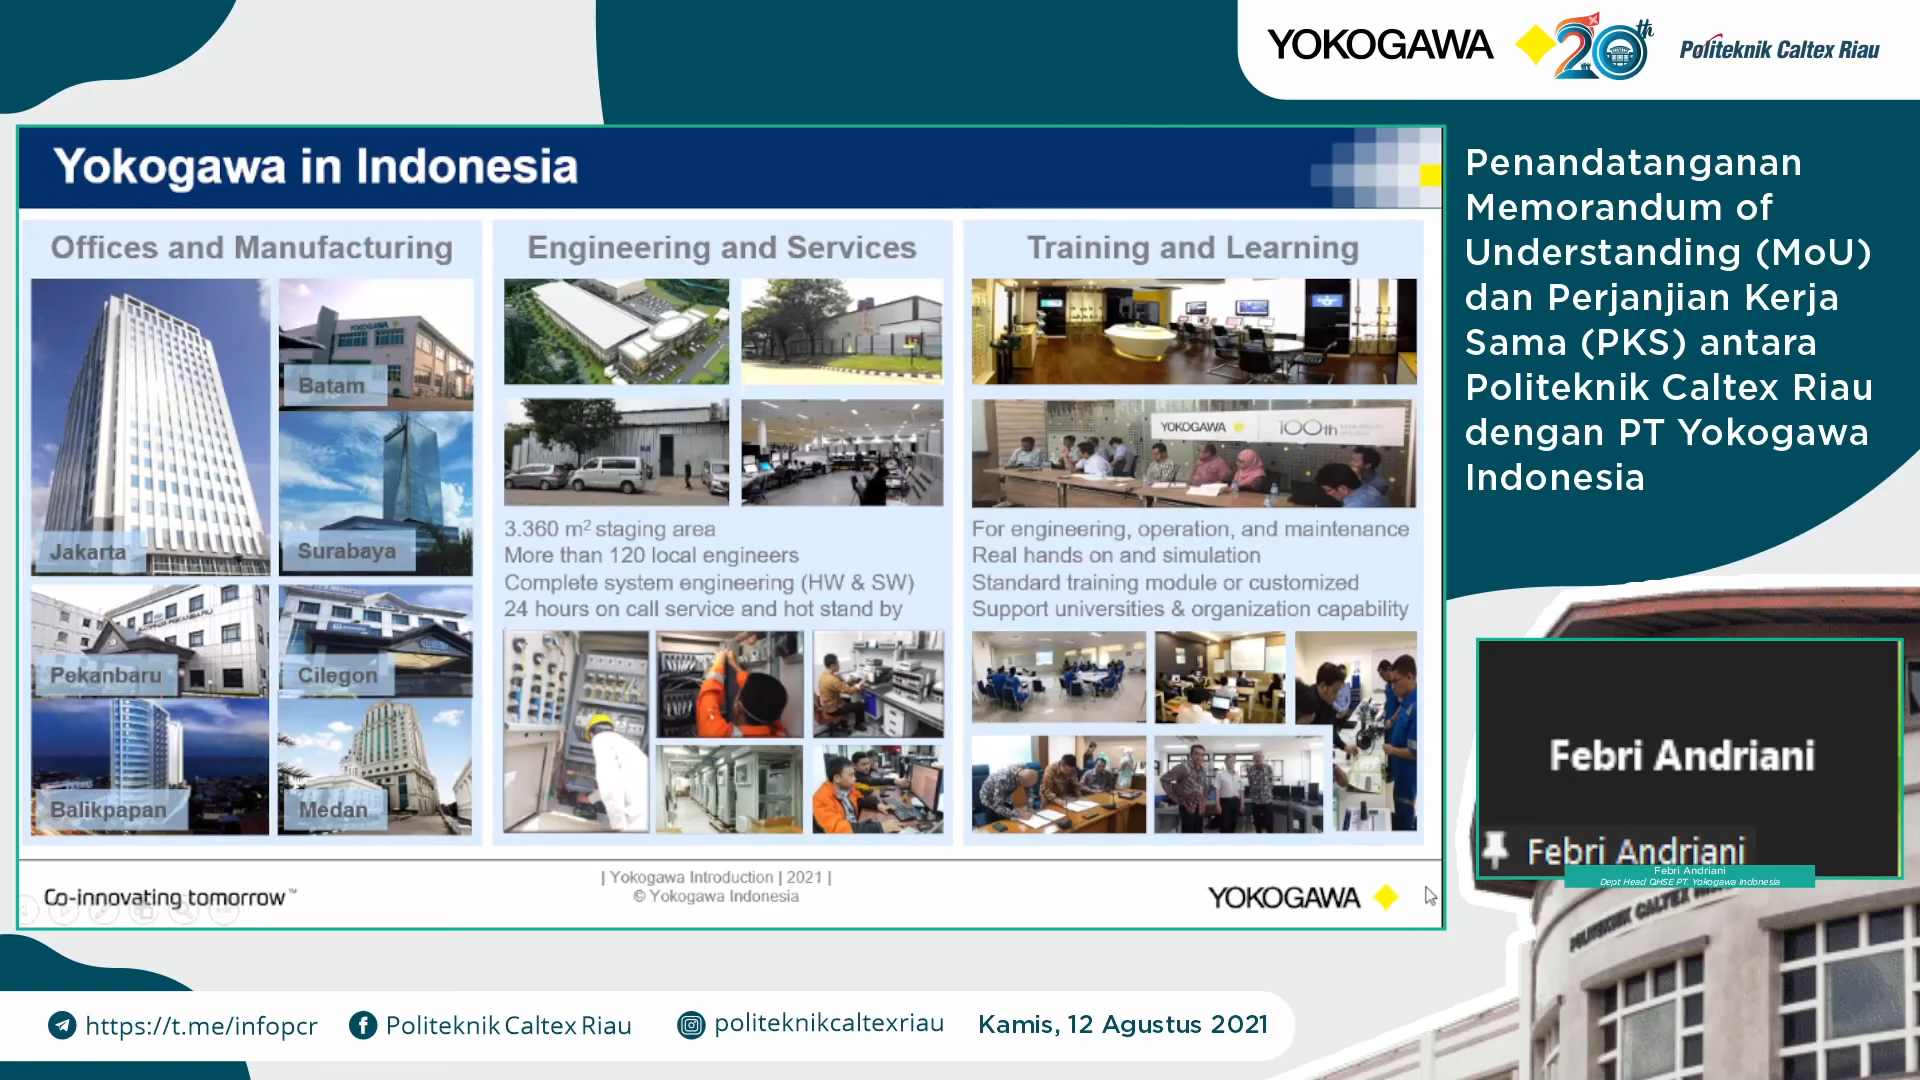 YOKOGAWA
20th
Politeknik Caltex Riau
Yokogawa in Indonesia
Offices and Manufacturing
YOKOGAWA
Batam
Jakarta
Surabaya
Pekanbaru
Cilegon
Balikpapan
Medan
Engineering and Services
3.360 m² staging area
More than 120 local engineers
Complete system engineering (HW & SW)
24 hours on call service and hot stand by
Training and Learning
YOKOGAWA
100th
ANNIVERSARY
For engineering, operation, and maintenance
Real hands on and simulation
Standard training module or customized
Support universities & organization capability
Co-innovating tomorrow™
| Yokogawa Introduction | 2021 |
© Yokogawa Indonesia
YOKOGAWA
Penandatanganan
Memorandum of
Understanding (MoU)
dan Perjanjian Kerja
Sama (PKS) antara
Politeknik Caltex Riau
dengan PT Yokogawa
Indonesia
Febri Andriani
Febri Andriani
Febri Andriani
Dept Head QHSE PT. Yokogawa Indonesia
POLITEKNIK CALTEX
https://t.me/infopcr
Politeknik Caltex Riau
politeknikcaltexriau
Kamis, 12 Agustus 2021